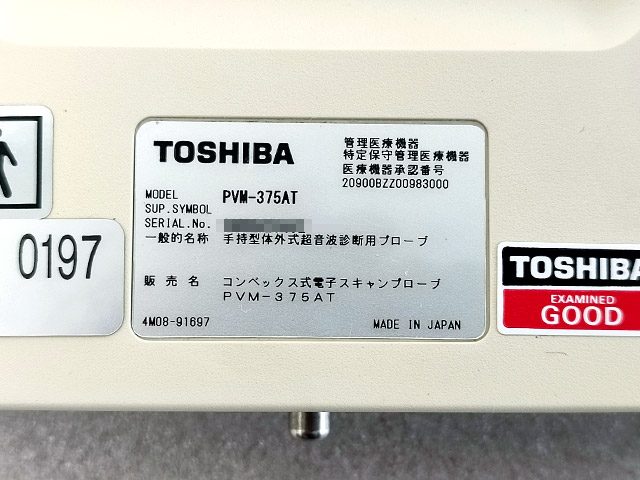 TOSHIBA
管理医療機器
特定保守管理医療機器
医療機器承認番号
20900BZZ00983000
MODEL PVM-375AT
SUP.SYMBOL
SERIAL.No.
一般的名称 手持型体外式超音波診断用プローブ
販売名 コンベックス式電子スキャンプローブ
PVM-375AT
4M08-91697 MADE IN JAPAN
0197
TOSHIBA
EXAMINED
GOOD